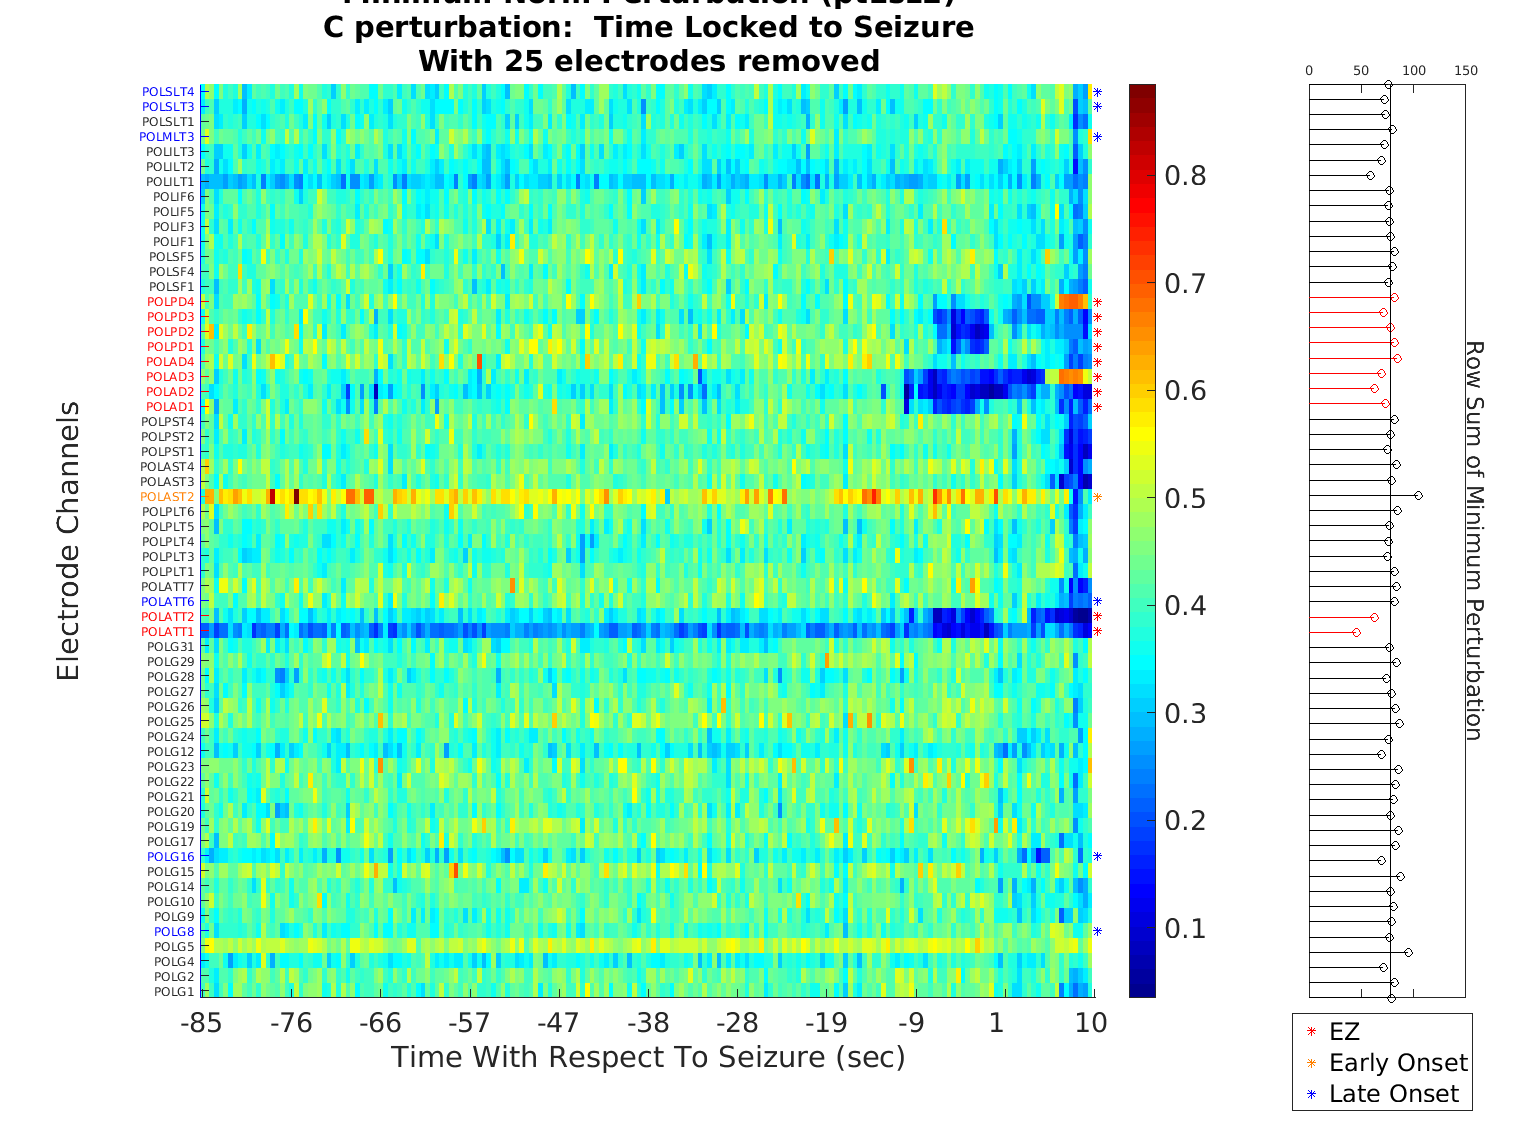 C perturbation: Time Locked to Seizure
With 25 electrodes removed
0 50 100 150
POLSLT4
POLSLT3
POLSLT1
POLMLT3
POLILT3
POLILT2
POLILT1
POLIF6
POLIF5
POLIF3
POLIF1
POLSF5
POLSF4
POLSF1
POLPD4
POLPD3
POLPD2
POLPD1
POLAD4
POLAD3
POLAD2
POLAD1
POLPST4
POLPST2
POLPST1
POLAST4
POLAST3
POLAST2
POLPLT6
POLPLT5
POLPLT4
POLPLT3
POLPLT1
POLATT7
POLATT6
POLATT2
POLATT1
POLG31
POLG29
POLG28
POLG27
POLG26
POLG25
POLG24
POLG12
POLG23
POLG22
POLG21
POLG20
POLG19
POLG17
POLG16
POLG15
POLG14
POLG10
POLG9
POLG8
POLG5
POLG4
POLG2
POLG1
Electrode Channels
-85 -76 -66 -57 -47 -38 -28 -19 -9 1 10
Time With Respect To Seizure (sec)
0.8
0.7
0.6
0.5
0.4
0.3
0.2
0.1
Row Sum of Minimum Perturbation
EZ
Early Onset
Late Onset